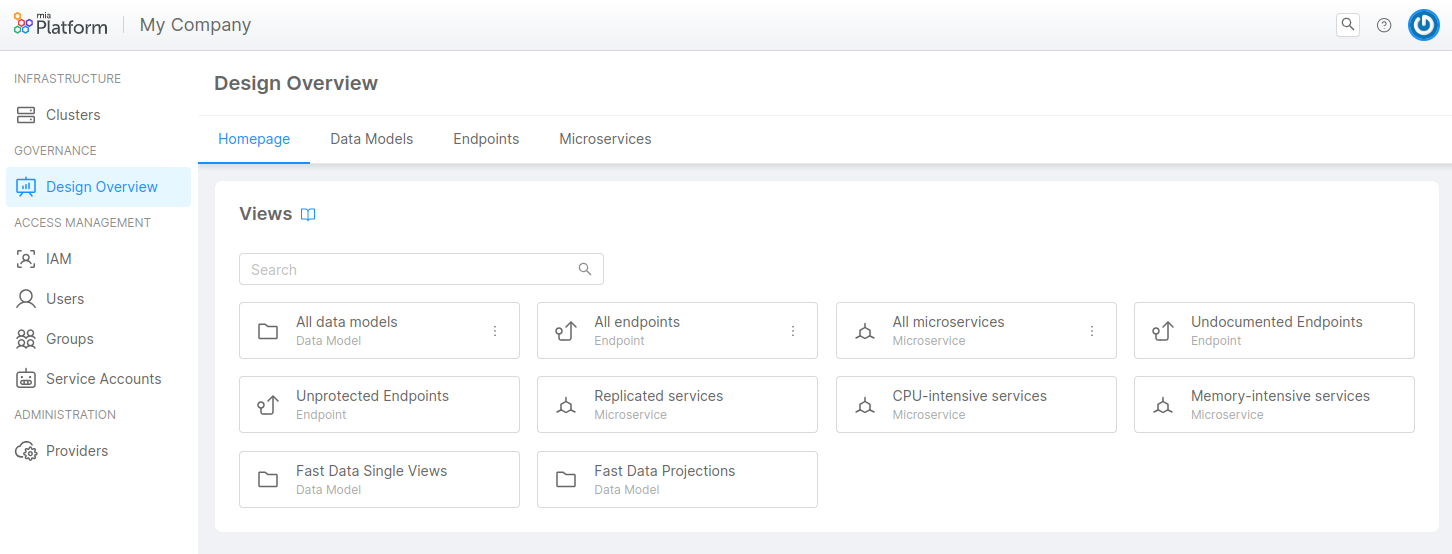 mia
Platform
My Company
INFRASTRUCTURE
Clusters
GOVERNANCE
Design Overview
ACCESS MANAGEMENT
IAM
Users
Groups
Service Accounts
ADMINISTRATION
Providers
Design Overview
Homepage Data Models Endpoints Microservices
Views
Search
All data models
Data Model
All endpoints
Endpoint
All microservices
Microservice
Undocumented Endpoints
Endpoint
Unprotected Endpoints
Endpoint
Replicated services
Microservice
CPU-intensive services
Microservice
Memory-intensive services
Microservice
Fast Data Single Views
Data Model
Fast Data Projections
Data Model